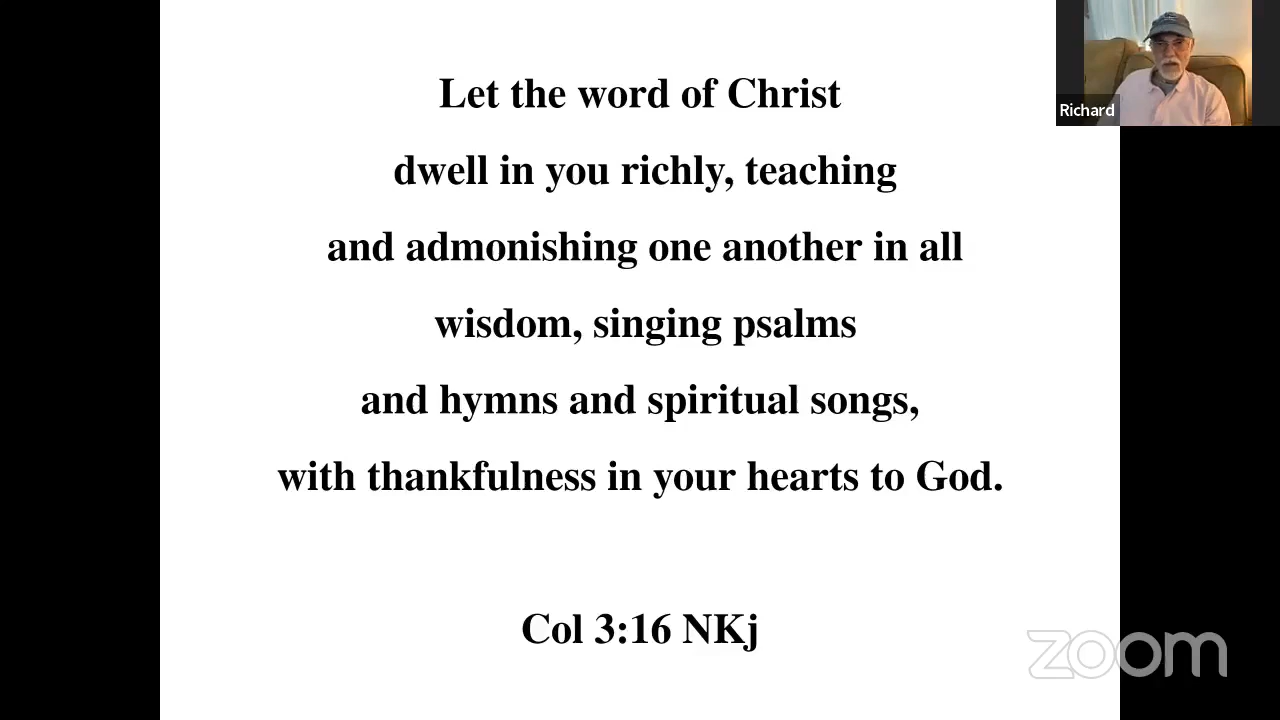 Let the word of Christ
dwell in you richly, teaching
and admonishing one another in all
wisdom, singing psalms
and hymns and spiritual songs,
with thankfulness in your hearts to God.
Col 3:16 NKj
Richard
zoom